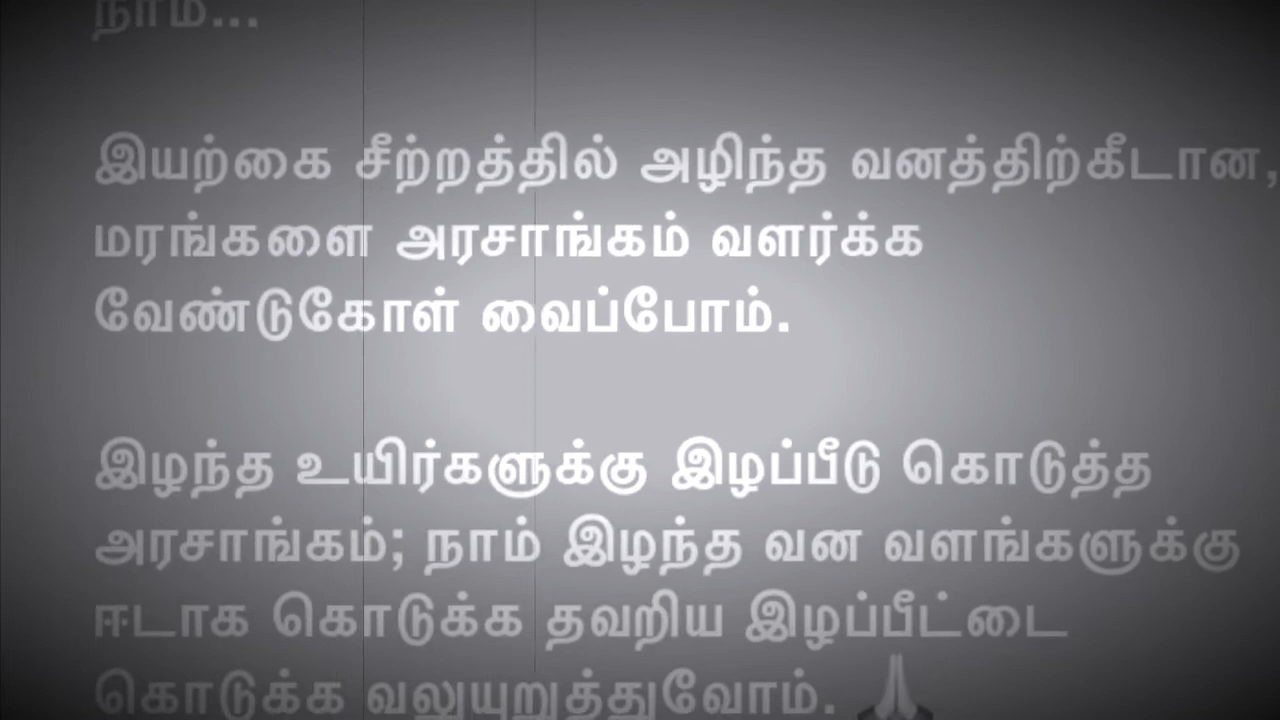 நாம்...
இயற்கை சீற்றத்தில் அழிந்த வனத்திற்கீடான,
மரங்களை அரசாங்கம் வளர்க்க
வேண்டுகோள் வைப்போம்.
இழந்த உயிர்களுக்கு இழப்பீடு கொடுத்த
அரசாங்கம்; நாம் இழந்த வன வளங்களுக்கு
ஈடாக கொடுக்க தவறிய இழப்பீட்டை
கொடுக்க வலுயுறுத்துவோம்.